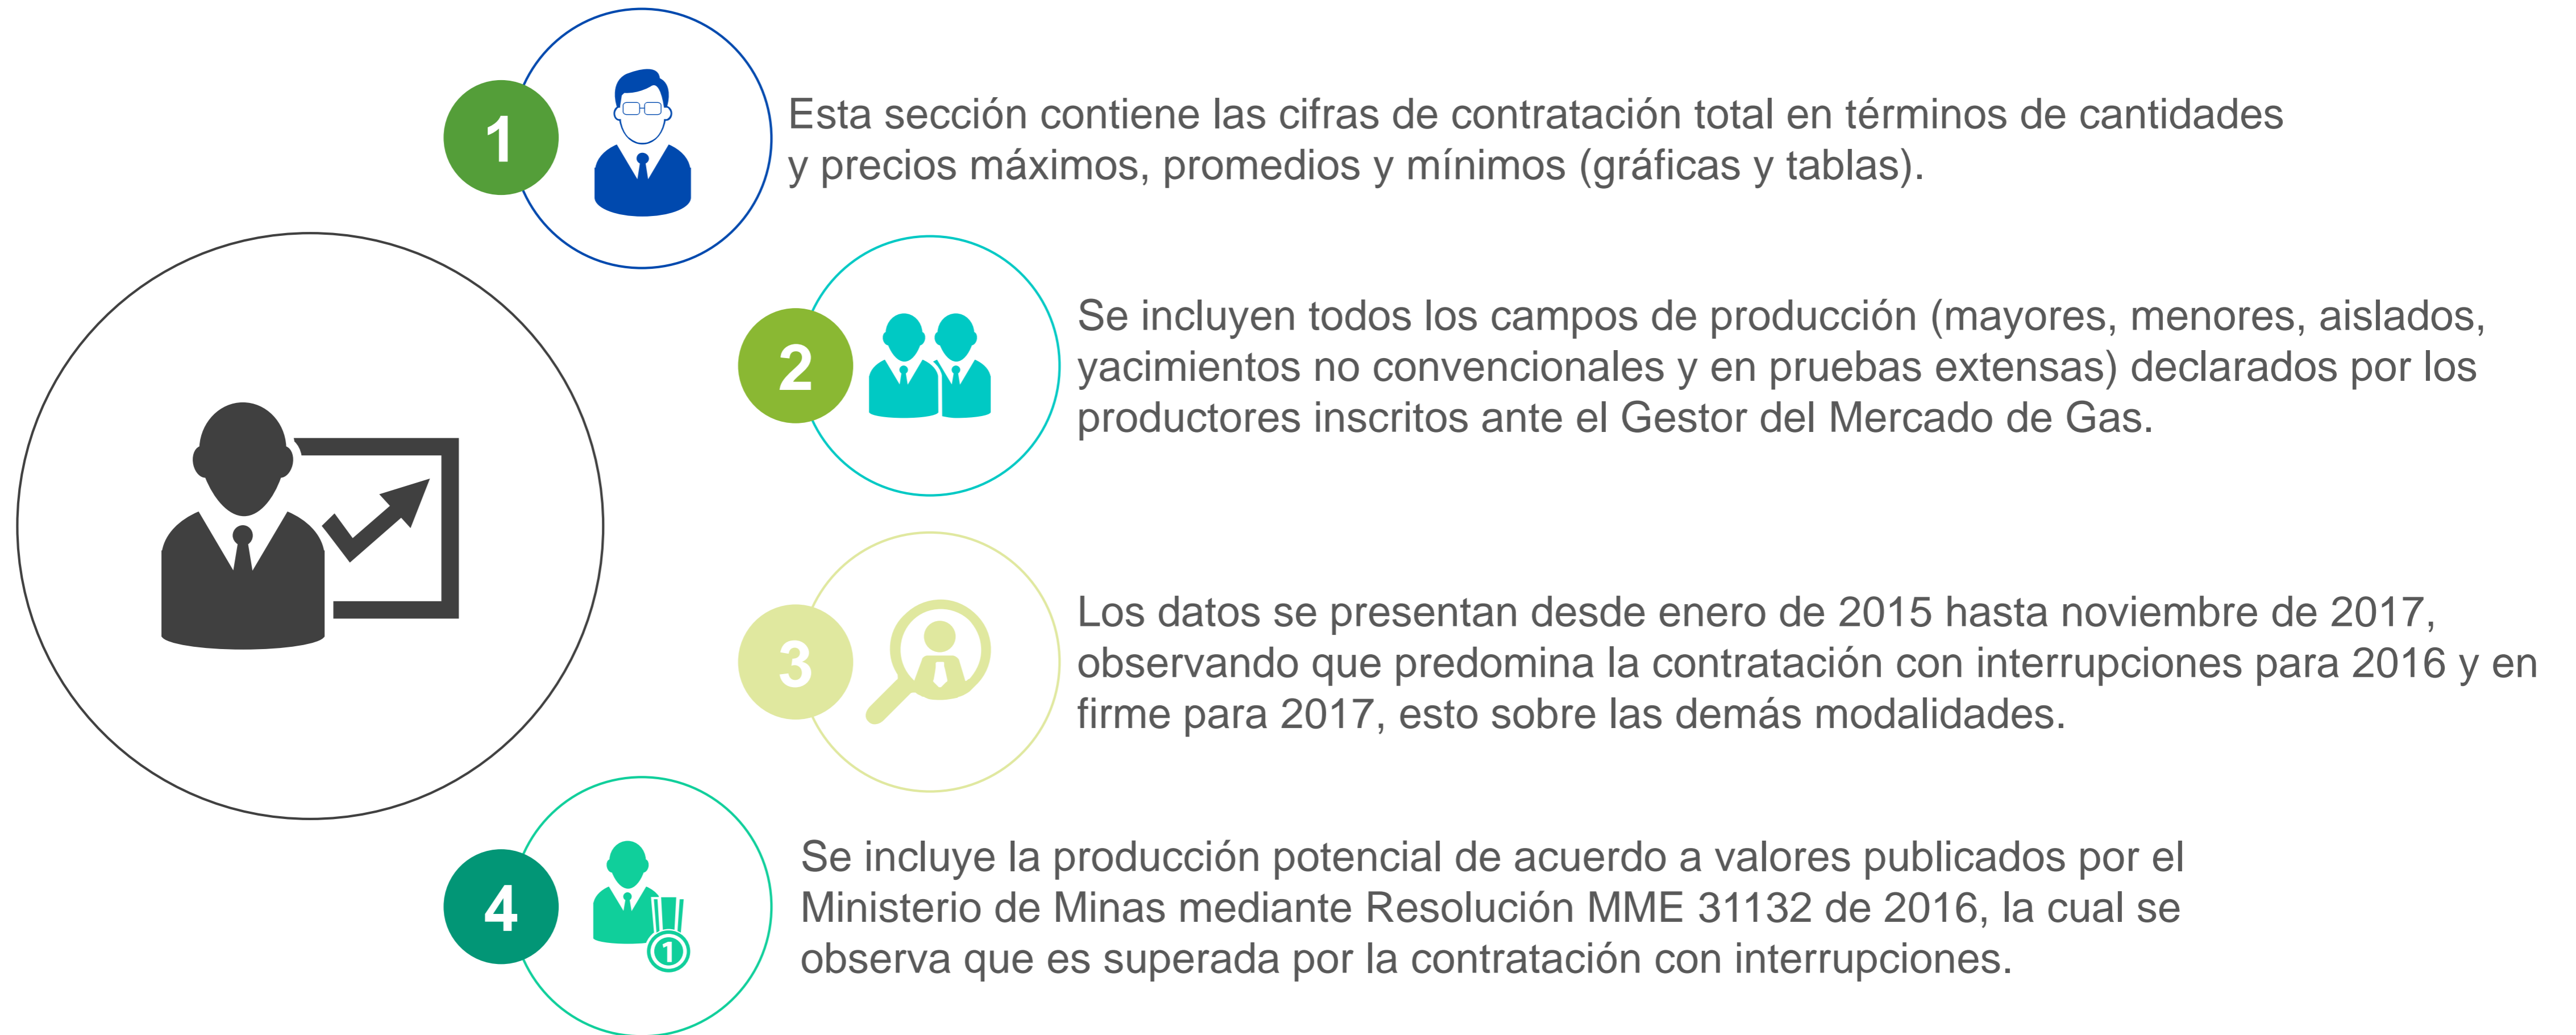 1
Esta sección contiene las cifras de contratación total en términos de cantidades
y precios máximos, promedios y mínimos (gráficas y tablas).
2
Se incluyen todos los campos de producción (mayores, menores, aislados,
yacimientos no convencionales y en pruebas extensas) declarados por los
productores inscritos ante el Gestor del Mercado de Gas.
3
Los datos se presentan desde enero de 2015 hasta noviembre de 2017,
observando que predomina la contratación con interrupciones para 2016 y en
firme para 2017, esto sobre las demás modalidades.
4
1
Se incluye la producción potencial de acuerdo a valores publicados por el
Ministerio de Minas mediante Resolución MME 31132 de 2016, la cual se
observa que es superada por la contratación con interrupciones.